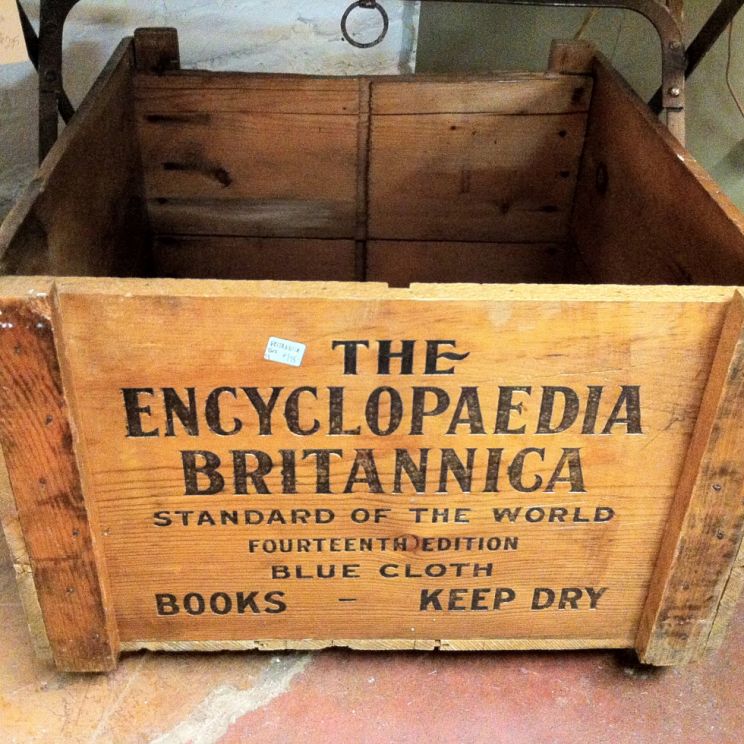 THE
ENCYCLOPAEDIA
BRITANNICA
STANDARD OF THE WORLD
FOURTEENTH EDITION
BLUE CLOTH
BOOKS – KEEP DRY